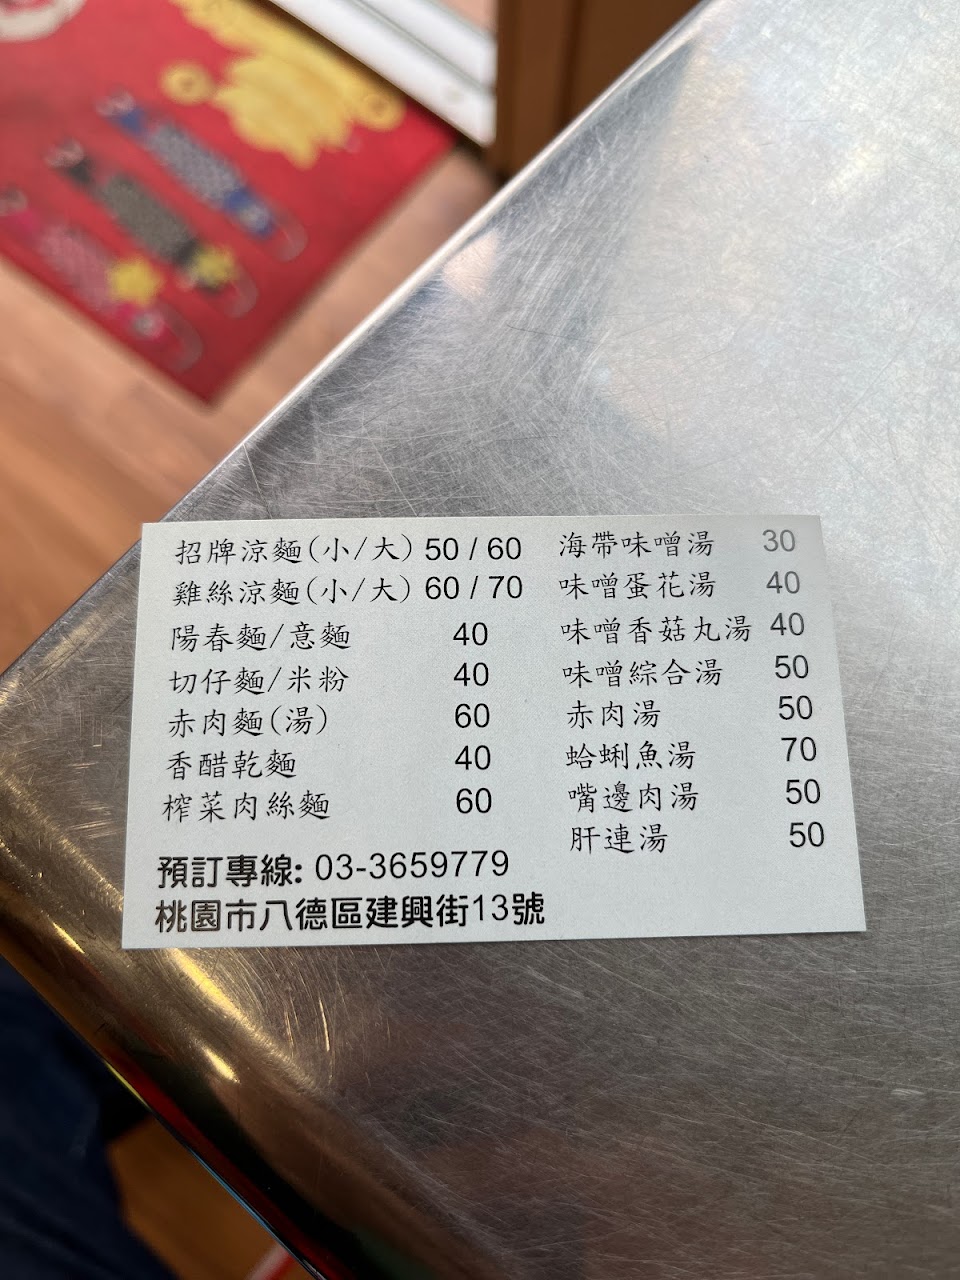 招牌涼麵(小/大) 50 / 60
雞絲涼麵(小/大) 60 / 70
陽春麵/意麵 40
切仔麵/米粉 40
赤肉麵(湯) 60
香醋乾麵 40
榨菜肉絲麵 60
預訂專線: 03-3659779
桃園市八德區建興街13號
海帶味噌湯 30
味噌蛋花湯 40
味噌香菇丸湯 40
味噌綜合湯 50
赤肉湯 50
蛤蜊魚湯 70
嘴邊肉湯 50
肝連湯 50